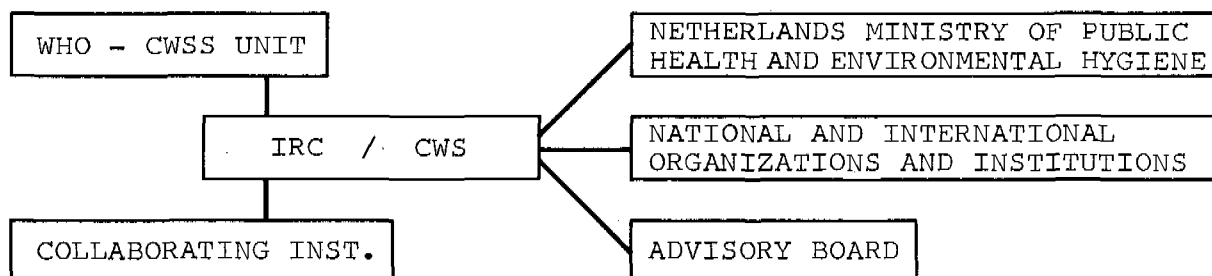 WHO - CWSS UNIT
NETHERLANDS MINISTRY OF PUBLIC
HEALTH AND ENVIRONMENTAL HYGIENE
IRC / CWS
NATIONAL AND INTERNATIONAL
ORGANIZATIONS AND INSTITUTIONS
COLLABORATING INST.
ADVISORY BOARD